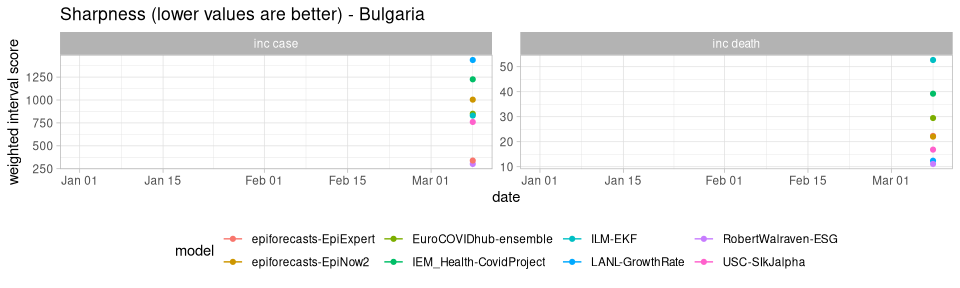 Sharpness (lower values are better) - Bulgaria
inc case
inc death
weighted interval score
1250
1000
750
500
250
50
40
30
20
10
Jan 01
Jan 15
Feb 01
Feb 15
Mar 01
Jan 01
Jan 15
Feb 01
Feb 15
Mar 01
date
model
epiforecasts-EpiExpert
EuroCOVIDhub-ensemble
ILM-EKF
RobertWalraven-ESG
epiforecasts-EpiNow2
IEM_Health-CovidProject
LANL-GrowthRate
USC-SIkJalpha